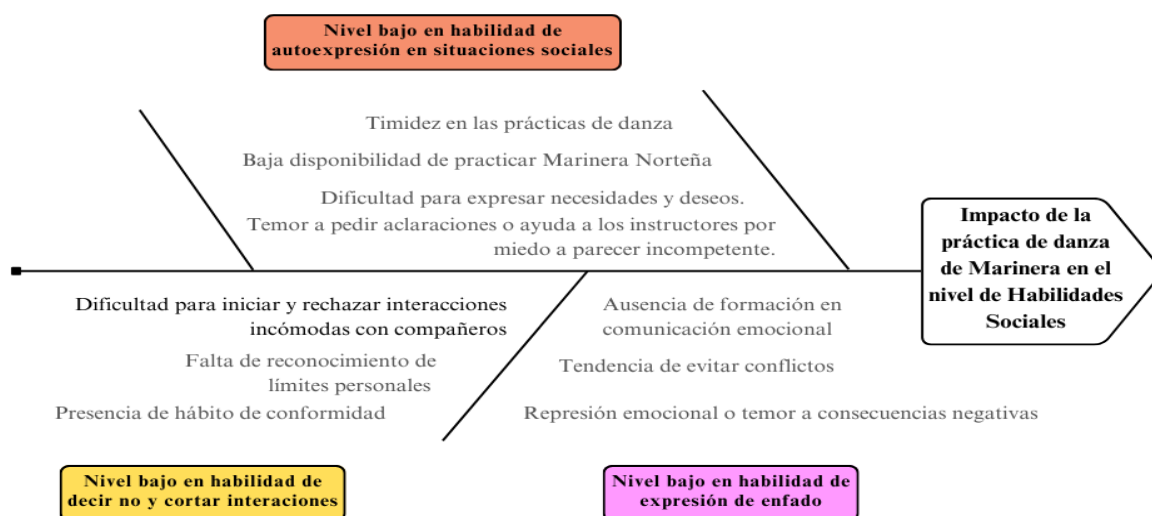 Nivel bajo en habilidad de
autoexpresión en situaciones sociales
Timidez en las prácticas de danza
Baja disponibilidad de practicar Marinera Norteña
Dificultad para expresar necesidades y deseos.
Temor a pedir aclaraciones o ayuda a los instructores por
miedo a parecer incompetente.
Impacto de la
práctica de danza
de Marinera en el
nivel de Habilidades
Sociales
Dificultad para iniciar y rechazar interacciones
incómodas con compañeros
Falta de reconocimiento de
límites personales
Presencia de hábito de conformidad
Ausencia de formación en
comunicación emocional
Tendencia de evitar conflictos
Represión emocional o temor a consecuencias negativas
Nivel bajo en habilidad de
decir no y cortar interaciones
Nivel bajo en habilidad de
expresión de enfado